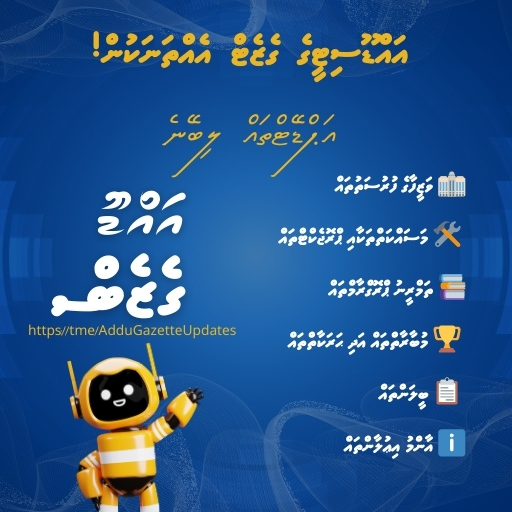 އައްޑޫސިޓީގެ ގެޒެޓް އެއްތަނަކުން!
އަޕްޑޭޓްތައް ލިބޭނެ
ވަޒީފާގެ ފުރުސަތުތައް
މަސައްކަތްތަކާއި ޕްރޮޖެކްޓްތައް
ތަމްރީނު ޕްރޮގްރާމްތައް
މުބާރާތްތައް އަދި ޙަރަކާތްތައް
ބީލަންތައް
އާންމު އިޢުލާންތައް
އައްޑޫ
ގެޒެޓް
https//tme/AdduGazetteUpdates